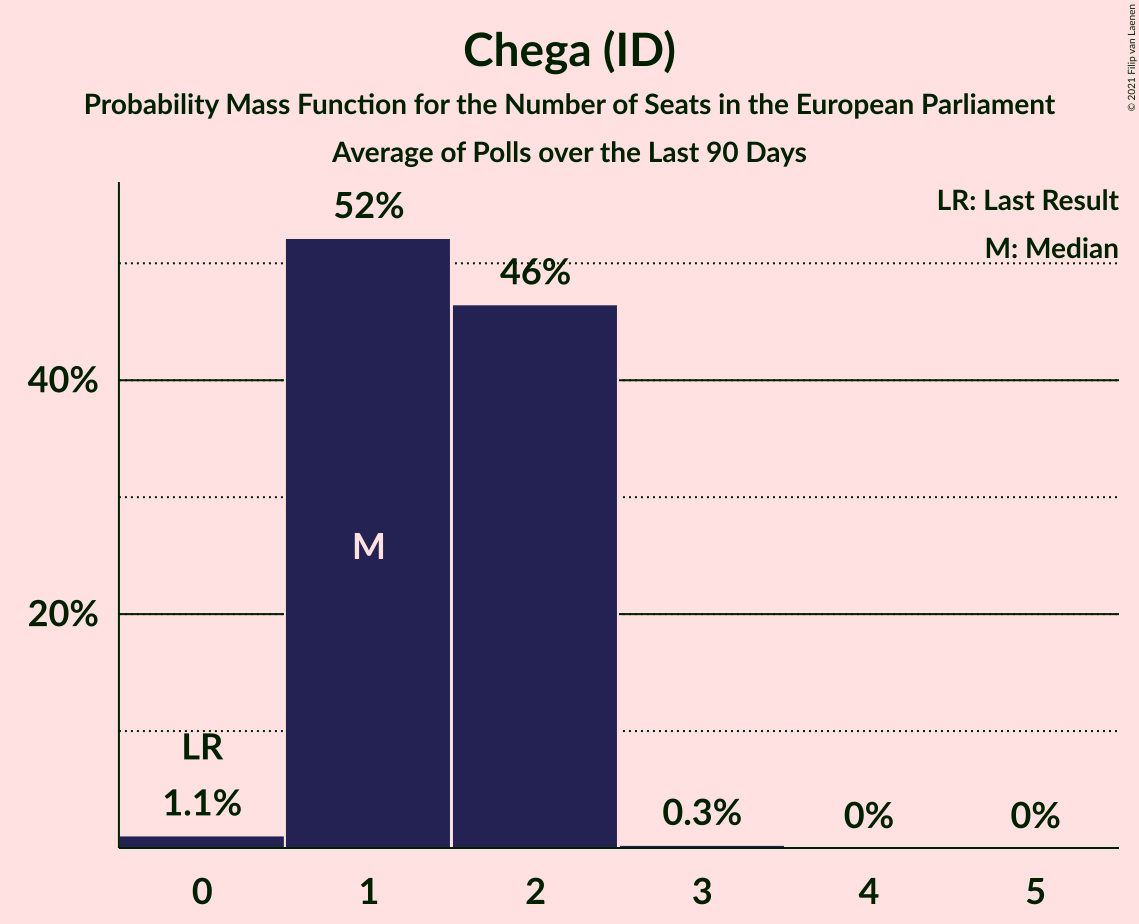 Chega (ID)
Probability Mass Function for the Number of Seats in the European Parliament
Average of Polls over the Last 90 Days
© 2021 Filip van Laenen
LR: Last Result
M: Median
52%
46%
40%
M
20%
LR
1.1%
0.3%
0%
0%
0 1 2 3 4 5